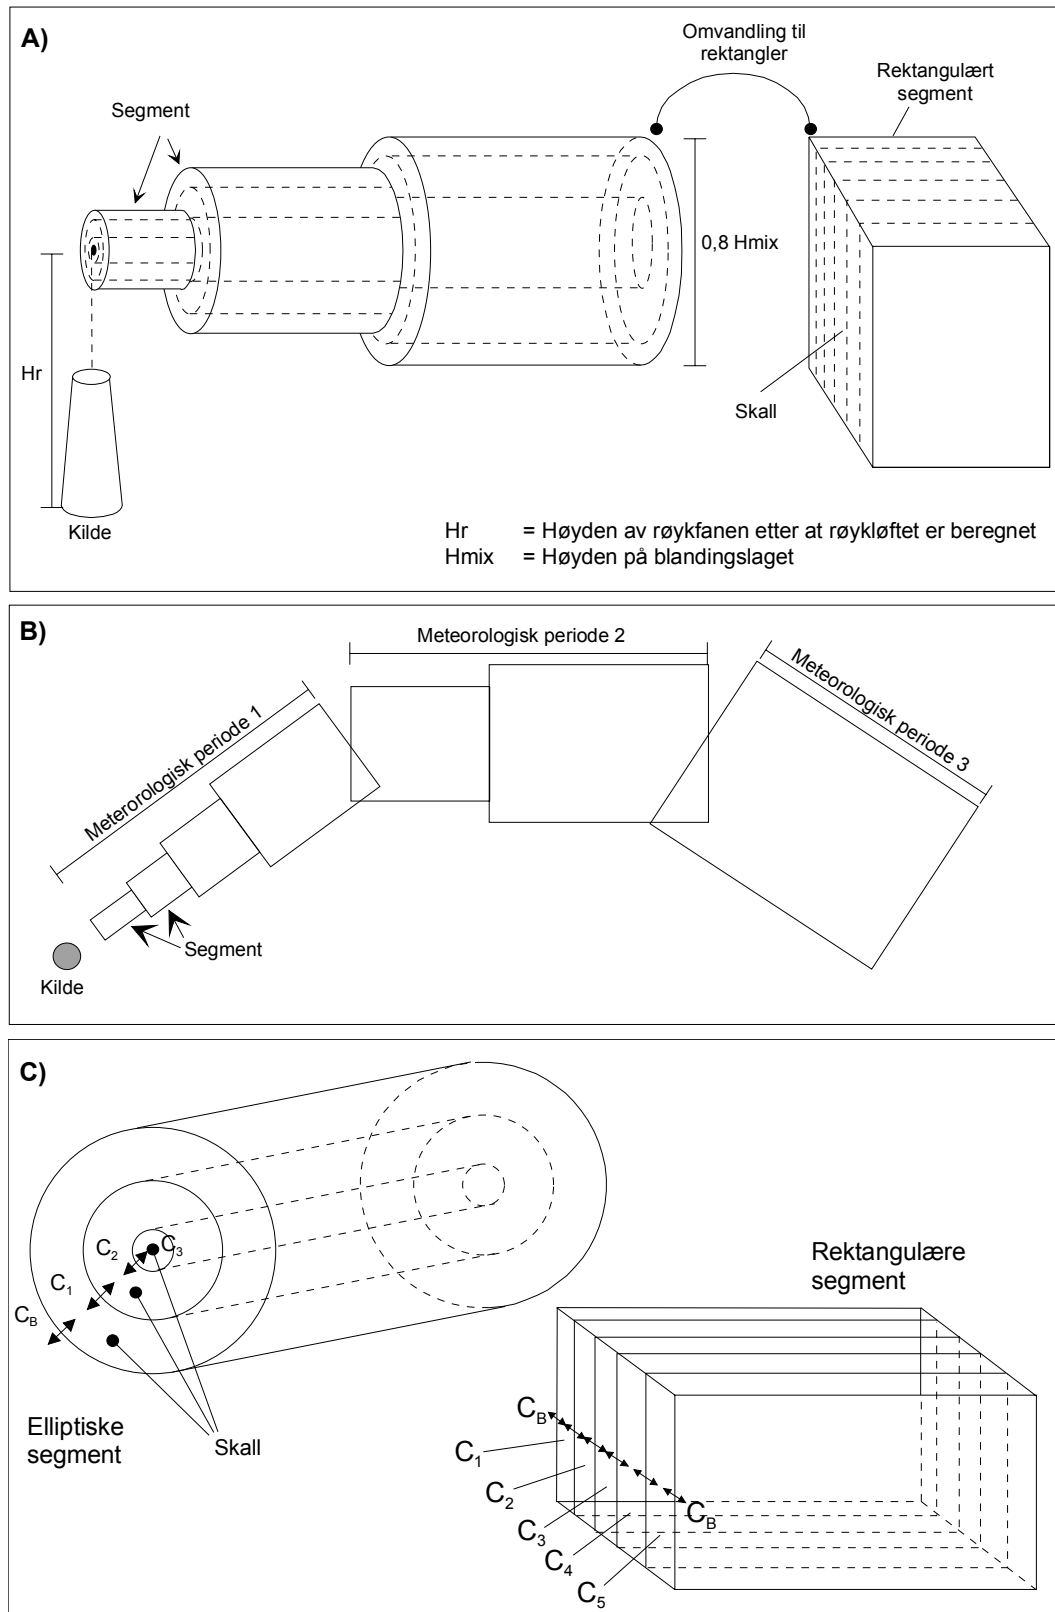 A)
Omvandling til
rektangler
Rektangulært
segment
Segment
0,8 Hmix
Hr
Skall
Kilde
Hr = Høyden av røykfanen etter at røykløftet er beregnet
Hmix = Høyden på blandingslaget
B)
Meteorologisk periode 2
Meterorologisk periode 1
Meteorologisk periode 3
Segment
Kilde
C)
C2 C3
C1
CB
Elliptiske
segment
Skall
Rektangulære
segment
CB
C1
C2
CB
C3
C4
C5